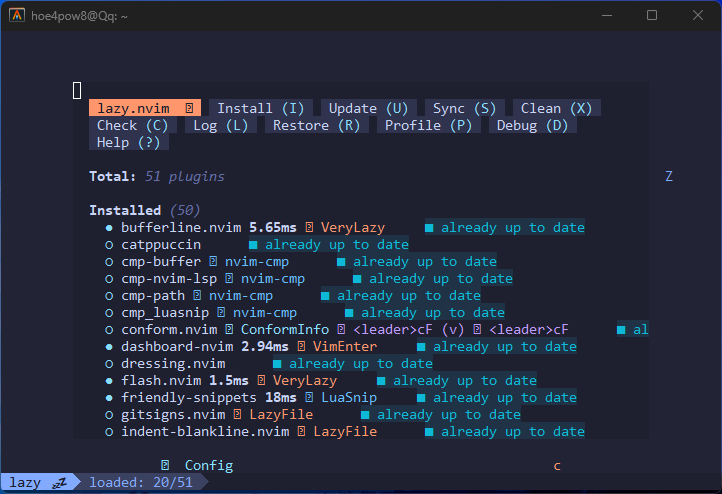 hoe4pow8@Qq: ~
lazy.nvim Install (I) Update (U) Sync (S) Clean (X)
Check (C) Log (L) Restore (R) Profile (P) Debug (D)
Help (?)
Total: 51 plugins Z
Installed (50)
● bufferline.nvim 5.65ms VeryLazy ■ already up to date
○ catppuccin ■ already up to date
○ cmp-buffer nvim-cmp ■ already up to date
○ cmp-nvim-lsp nvim-cmp ■ already up to date
○ cmp-path nvim-cmp ■ already up to date
○ cmp_luasnip nvim-cmp ■ already up to date
○ conform.nvim ConformInfo <leader>cF (v) <leader>cF ■ al
● dashboard-nvim 2.94ms VimEnter ■ already up to date
○ dressing.nvim ■ already up to date
● flash.nvim 1.5ms VeryLazy ■ already up to date
● friendly-snippets 18ms LuaSnip ■ already up to date
○ gitsigns.nvim LazyFile ■ already up to date
○ indent-blankline.nvim LazyFile ■ already up to date
Config c
lazy 💤 loaded: 20/51